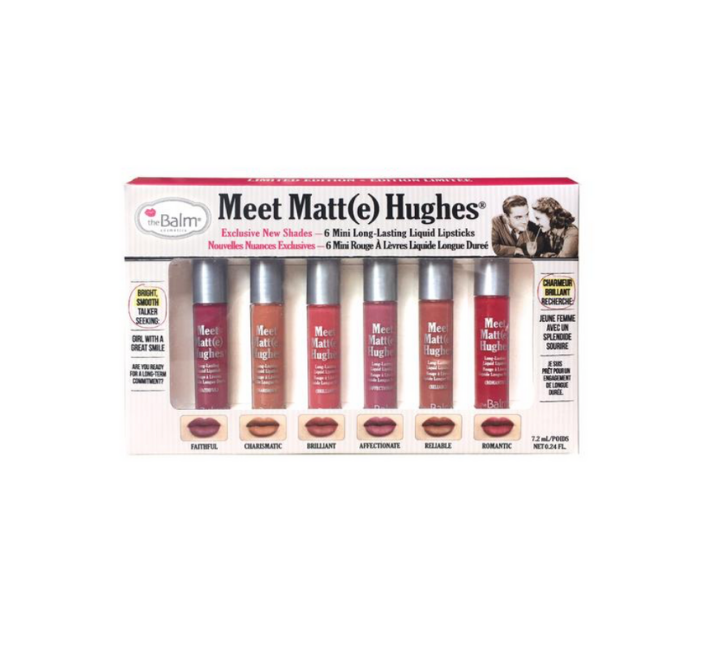 LIMITED EDITION - ÉDITION LIMITÉE
the Balm®
COSMETICS
Meet Matt(e) Hughes®
Exclusive New Shades — 6 Mini Long-Lasting Liquid Lipsticks
Nouvelles Nuances Exclusives — 6 Mini Rouge À Lèvres Liquide Longue Dureé
BRIGHT,
SMOOTH
TALKER
SEEKING:
GIRL WITH A
GREAT SMILE
ARE YOU READY
FOR A LONG-TERM
COMMITMENT?
Meet
Matt(e)
Hughes
Meet
Matt(e)
Hughes
Meet
Matt(e)
Hughes
Meet
Matt(e)
Hughes
Meet
Matt(e)
Hughes
Meet
Matt(e)
Hughes
theBalm
CHARMEUR
BRILLANT
RECHERCHE:
JEUNE FEMME
AVEC UN
SPLENDIDE
SOURIRE
JE SUIS
PRÊT POUR UN
ENGAGEMENT
DE LONGUE
DURÉE.
FAITHFUL
CHARISMATIC
BRILLIANT
AFFECTIONATE
RELIABLE
ROMANTIC
7.2 mL/POIDS
NET 0.24 FL.